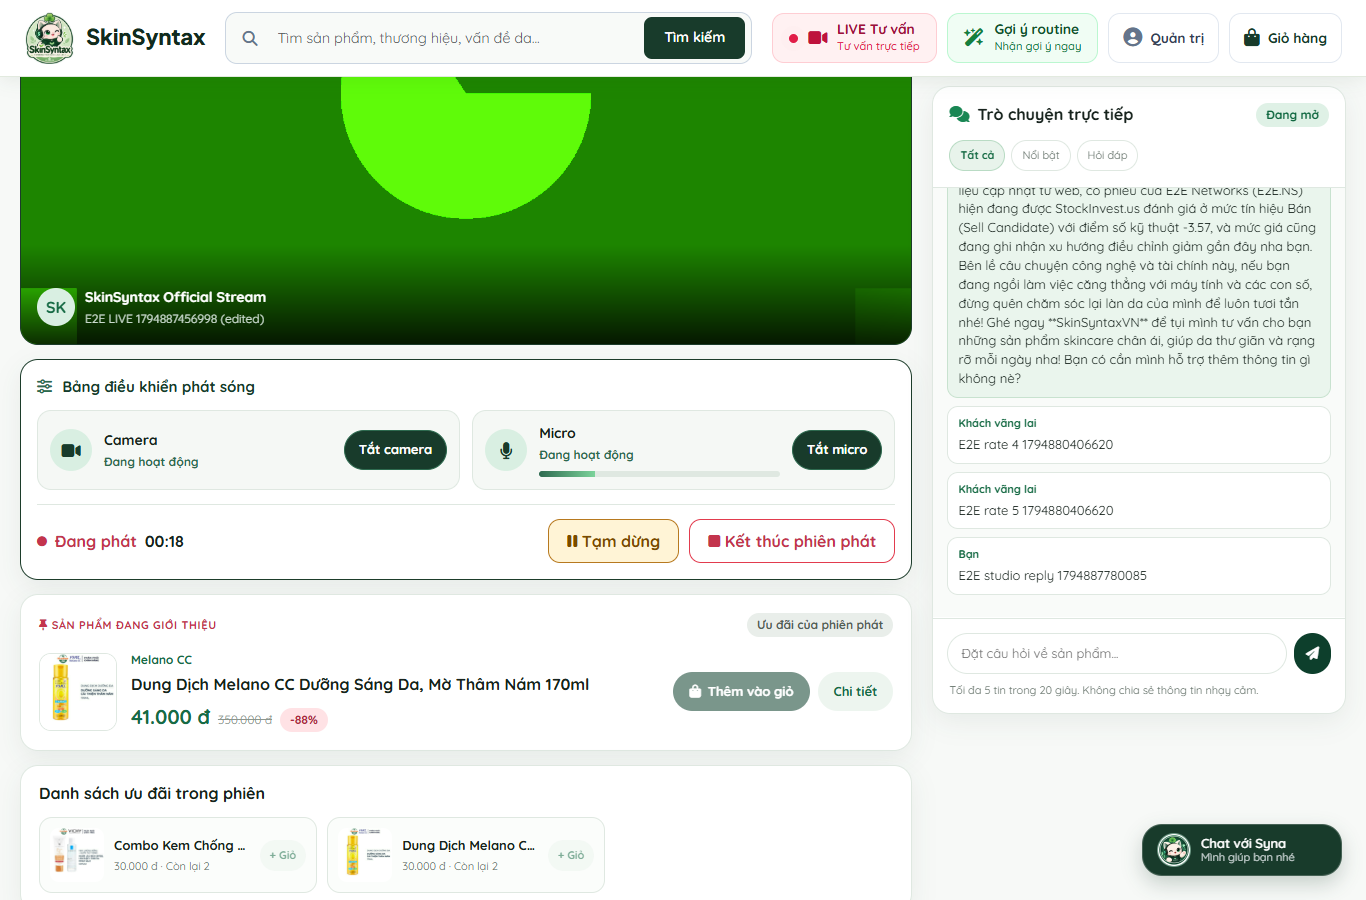 SkinSyntax
Tìm sản phẩm, thương hiệu, vấn đề da...
Tìm kiếm
LIVE Tư vấn
Tư vấn trực tiếp
Gợi ý routine
Nhận gợi ý ngay
Quản trị
Giỏ hàng
SK
SkinSyntax Official Stream
E2E LIVE 1794887456998 (edited)
Bảng điều khiển phát sóng
Camera
Đang hoạt động
Tắt camera
Micro
Đang hoạt động
Tắt micro
Đang phát 00:18
Tạm dừng
Kết thúc phiên phát
SẢN PHẨM ĐANG GIỚI THIỆU
Ưu đãi của phiên phát
Melano CC
Dung Dịch Melano CC Dưỡng Sáng Da, Mờ Thâm Nám 170ml
41.000 đ 350.000 đ -88%
Thêm vào giỏ
Chi tiết
Danh sách ưu đãi trong phiên
Combo Kem Chống ...
30.000 đ · Còn lại 2
+ Giỏ
Dung Dịch Melano C...
30.000 đ · Còn lại 2
+ Giỏ
Trò chuyện trực tiếp
Đang mở
Tất cả
Nổi bật
Hỏi đáp
liệu cập nhật từ web, cổ phiếu của E2E Networks (E2E.NS)
hiện đang được StockInvest.us đánh giá ở mức tín hiệu Bán
(Sell Candidate) với điểm số kỹ thuật -3.57, và mức giá cũng
đang ghi nhận xu hướng điều chỉnh giảm gần đây nha bạn.
Bên lề câu chuyện công nghệ và tài chính này, nếu bạn
đang ngồi làm việc căng thẳng với máy tính và các con số,
đừng quên chăm sóc lại làn da của mình để luôn tươi tắn
nhé! Ghé ngay **SkinSyntaxVN** để tụi mình tư vấn cho bạn
những sản phẩm skincare chân ái, giúp da thư giãn và rạng
rỡ mỗi ngày nha! Bạn có cần mình hỗ trợ thêm thông tin gì
không nè?
Khách vãng lai
E2E rate 4 1794880406620
Khách vãng lai
E2E rate 5 1794880406620
Bạn
E2E studio reply 1794887780085
Đặt câu hỏi về sản phẩm...
Tối đa 5 tin trong 20 giây. Không chia sẻ thông tin nhạy cảm.
Chat với Syna
Mình giúp bạn nhé